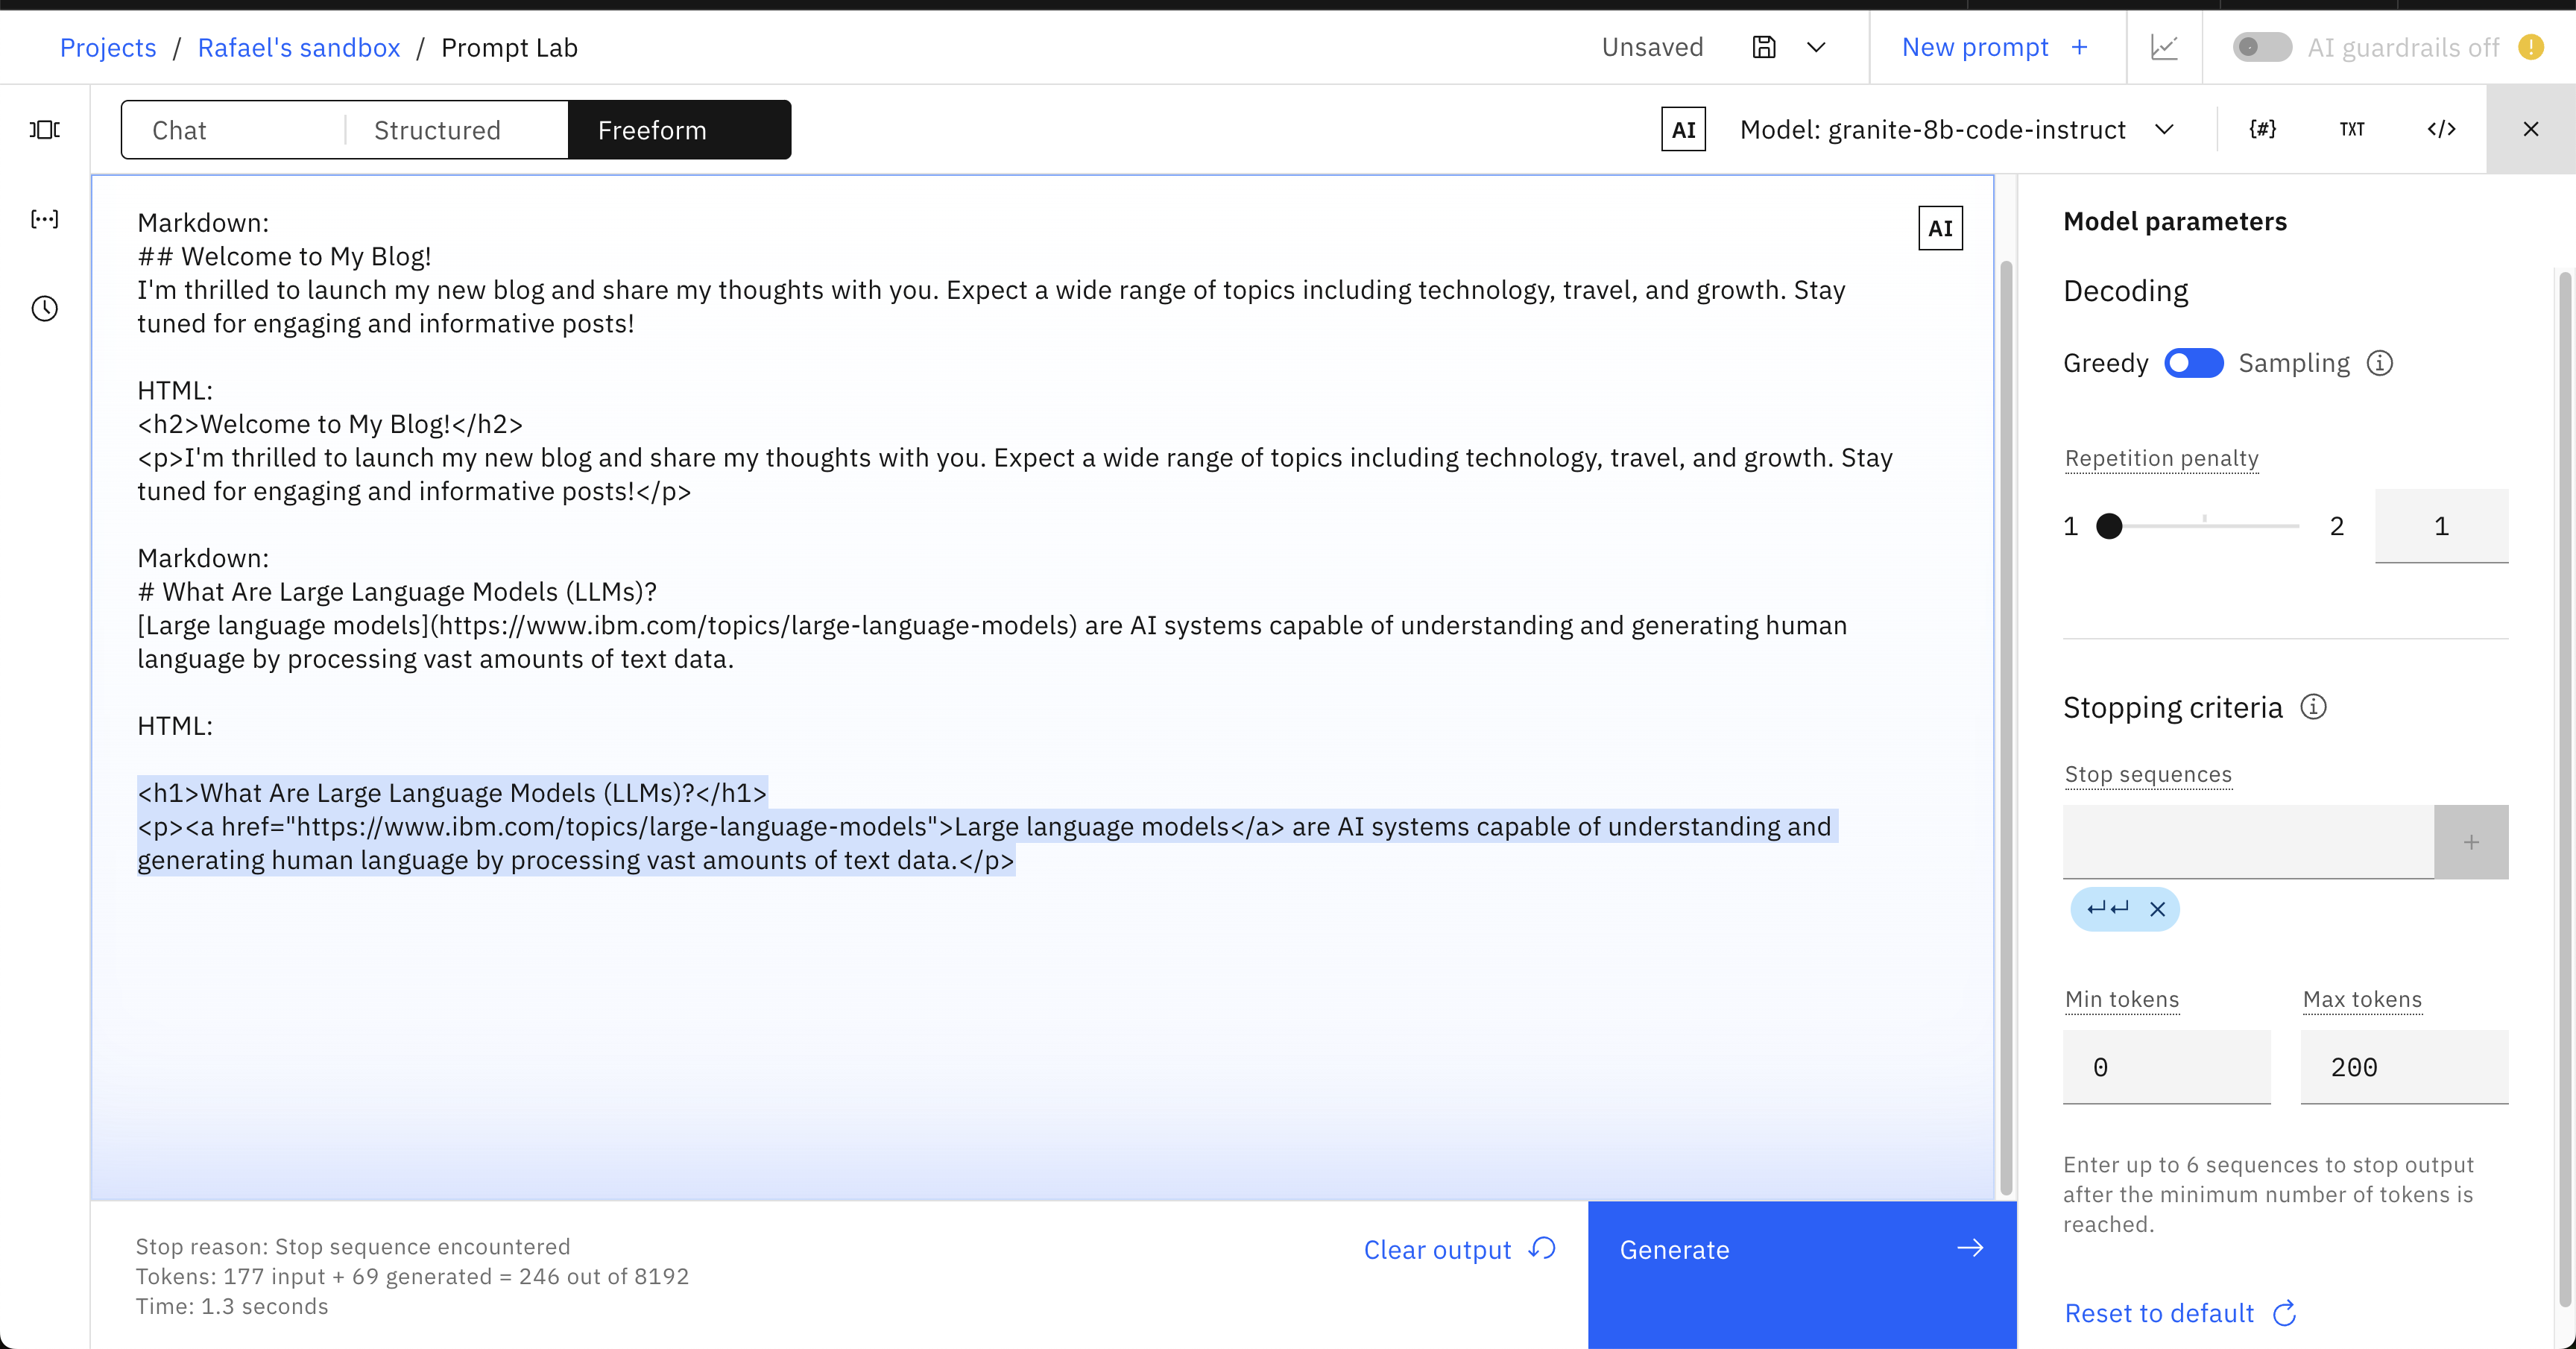 Projects / Rafael's sandbox / Prompt Lab
Unsaved
New prompt +
AI guardrails off
Chat
Structured
Freeform
AI
Model: granite-8b-code-instruct
{#}
TXT
</>
Markdown:
## Welcome to My Blog!
I'm thrilled to launch my new blog and share my thoughts with you. Expect a wide range of topics including technology, travel, and growth. Stay
tuned for engaging and informative posts!
HTML:
<h2>Welcome to My Blog!</h2>
<p>I'm thrilled to launch my new blog and share my thoughts with you. Expect a wide range of topics including technology, travel, and growth. Stay
tuned for engaging and informative posts!</p>
Markdown:
# What Are Large Language Models (LLMs)?
[Large language models](https://www.ibm.com/topics/large-language-models) are AI systems capable of understanding and generating human
language by processing vast amounts of text data.
HTML:
<h1>What Are Large Language Models (LLMs)?</h1>
<p><a href="https://www.ibm.com/topics/large-language-models">Large language models</a> are AI systems capable of understanding and
generating human language by processing vast amounts of text data.</p>
AI
Stop reason: Stop sequence encountered
Tokens: 177 input + 69 generated = 246 out of 8192
Time: 1.3 seconds
Clear output
Generate
Model parameters
Decoding
Greedy
Sampling
Repetition penalty
1
2
1
Stopping criteria
Stop sequences
+
↵↵ ×
Min tokens
Max tokens
0
200
Enter up to 6 sequences to stop output
after the minimum number of tokens is
reached.
Reset to default